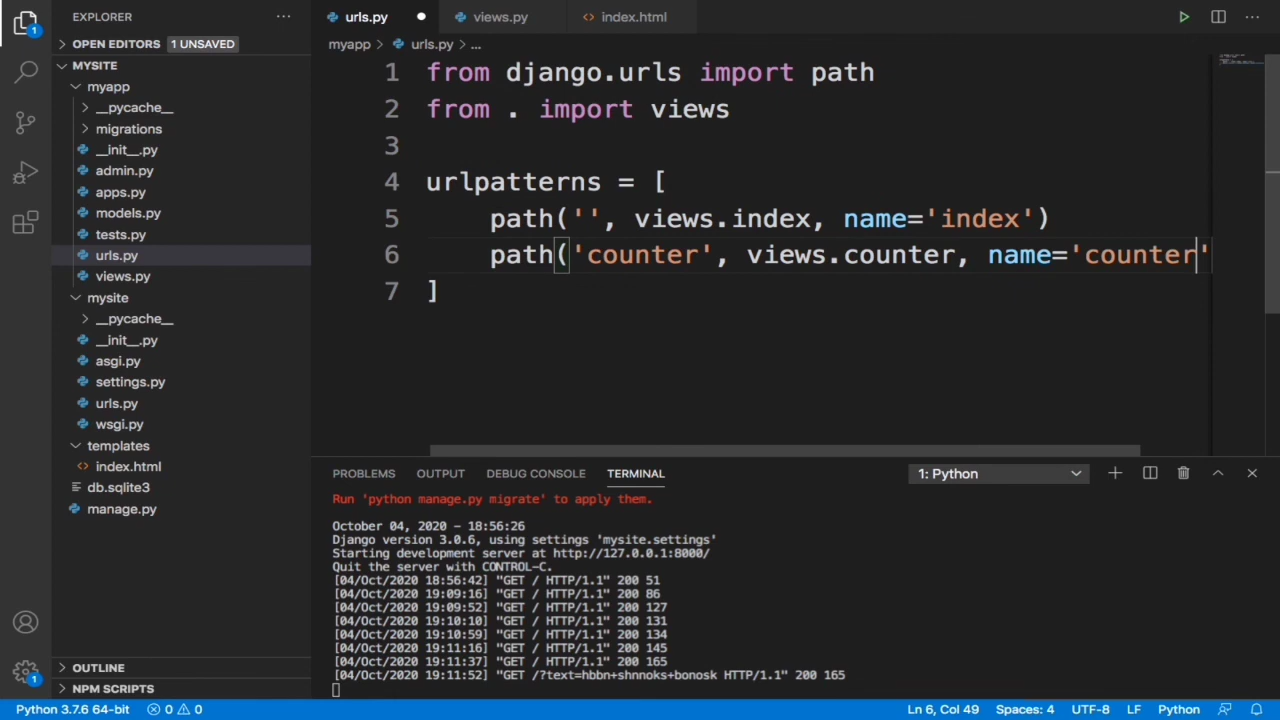 EXPLORER
OPEN EDITORS 1 UNSAVED
MYSITE
myapp
__pycache__
migrations
__init__.py
admin.py
apps.py
models.py
tests.py
urls.py
views.py
mysite
__pycache__
__init__.py
asgi.py
settings.py
urls.py
wsgi.py
templates
index.html
db.sqlite3
manage.py
OUTLINE
NPM SCRIPTS
1
1
urls.py views.py index.html
myapp > urls.py > ...
1 from django.urls import path
2 from . import views
3
4 urlpatterns = [
5 path('', views.index, name='index')
6 path('counter', views.counter, name='counter'
7 ]
PROBLEMS OUTPUT DEBUG CONSOLE TERMINAL 1: Python
Run 'python manage.py migrate' to apply them.
October 04, 2020 - 18:56:26
Django version 3.0.6, using settings 'mysite.settings'
Starting development server at http://127.0.0.1:8000/
Quit the server with CONTROL-C.
[04/Oct/2020 18:56:42] "GET / HTTP/1.1" 200 51
[04/Oct/2020 19:09:16] "GET / HTTP/1.1" 200 86
[04/Oct/2020 19:09:52] "GET / HTTP/1.1" 200 127
[04/Oct/2020 19:10:10] "GET / HTTP/1.1" 200 131
[04/Oct/2020 19:10:59] "GET / HTTP/1.1" 200 134
[04/Oct/2020 19:11:16] "GET / HTTP/1.1" 200 145
[04/Oct/2020 19:11:37] "GET / HTTP/1.1" 200 165
[04/Oct/2020 19:11:52] "GET /?text=hbbn+shnnoks+bonosk HTTP/1.1" 200 165
Python 3.7.6 64-bit 0 0 Ln 6, Col 49 Spaces: 4 UTF-8 LF Python